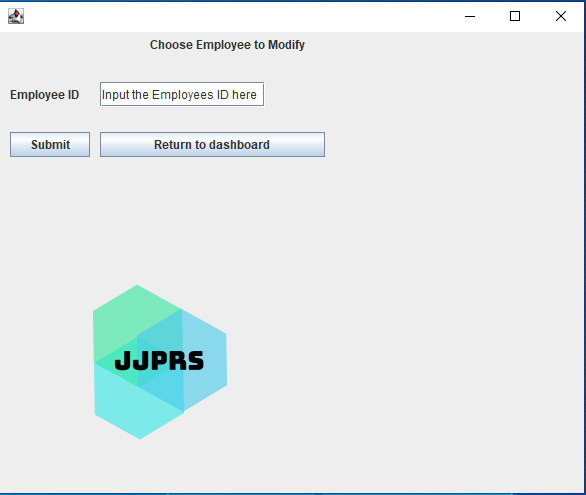 Choose Employee to Modify
Employee ID
Input the Employees ID here
Submit
Return to dashboard
JJPRS